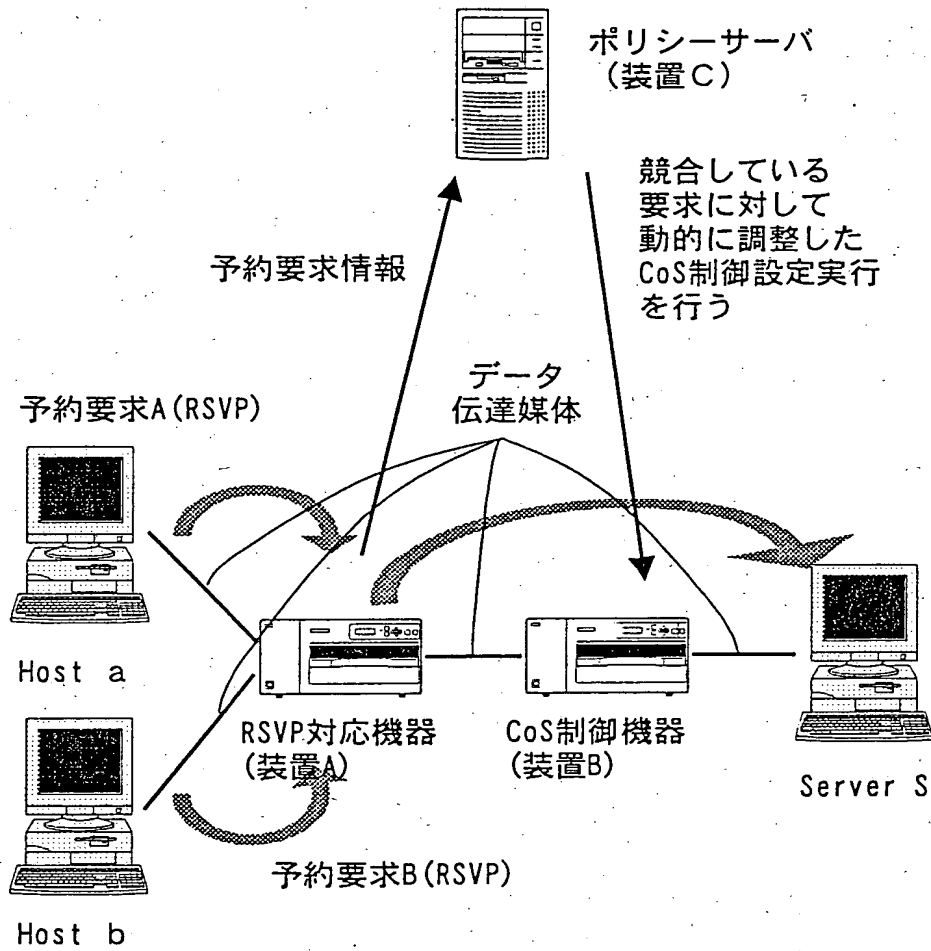 ポリシーサーバ
(装置C)
競合している
要求に対して
動的に調整した
CoS制御設定実行
を行う
予約要求情報
データ
伝達媒体
予約要求A(RSVP)
Host a
RSVP対応機器
(装置A)
CoS制御機器
(装置B)
Server S
予約要求B(RSVP)
Host b